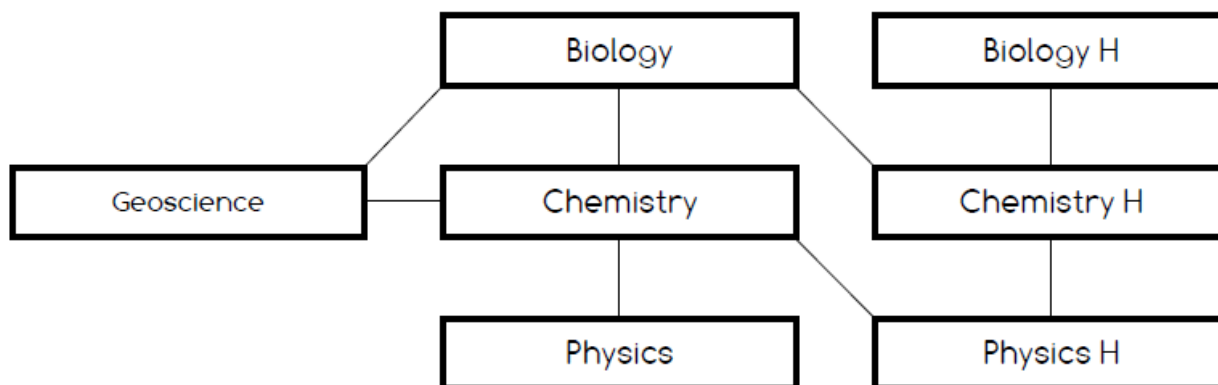 Biology
Biology H
Geoscience
Chemistry
Chemistry H
Physics
Physics H